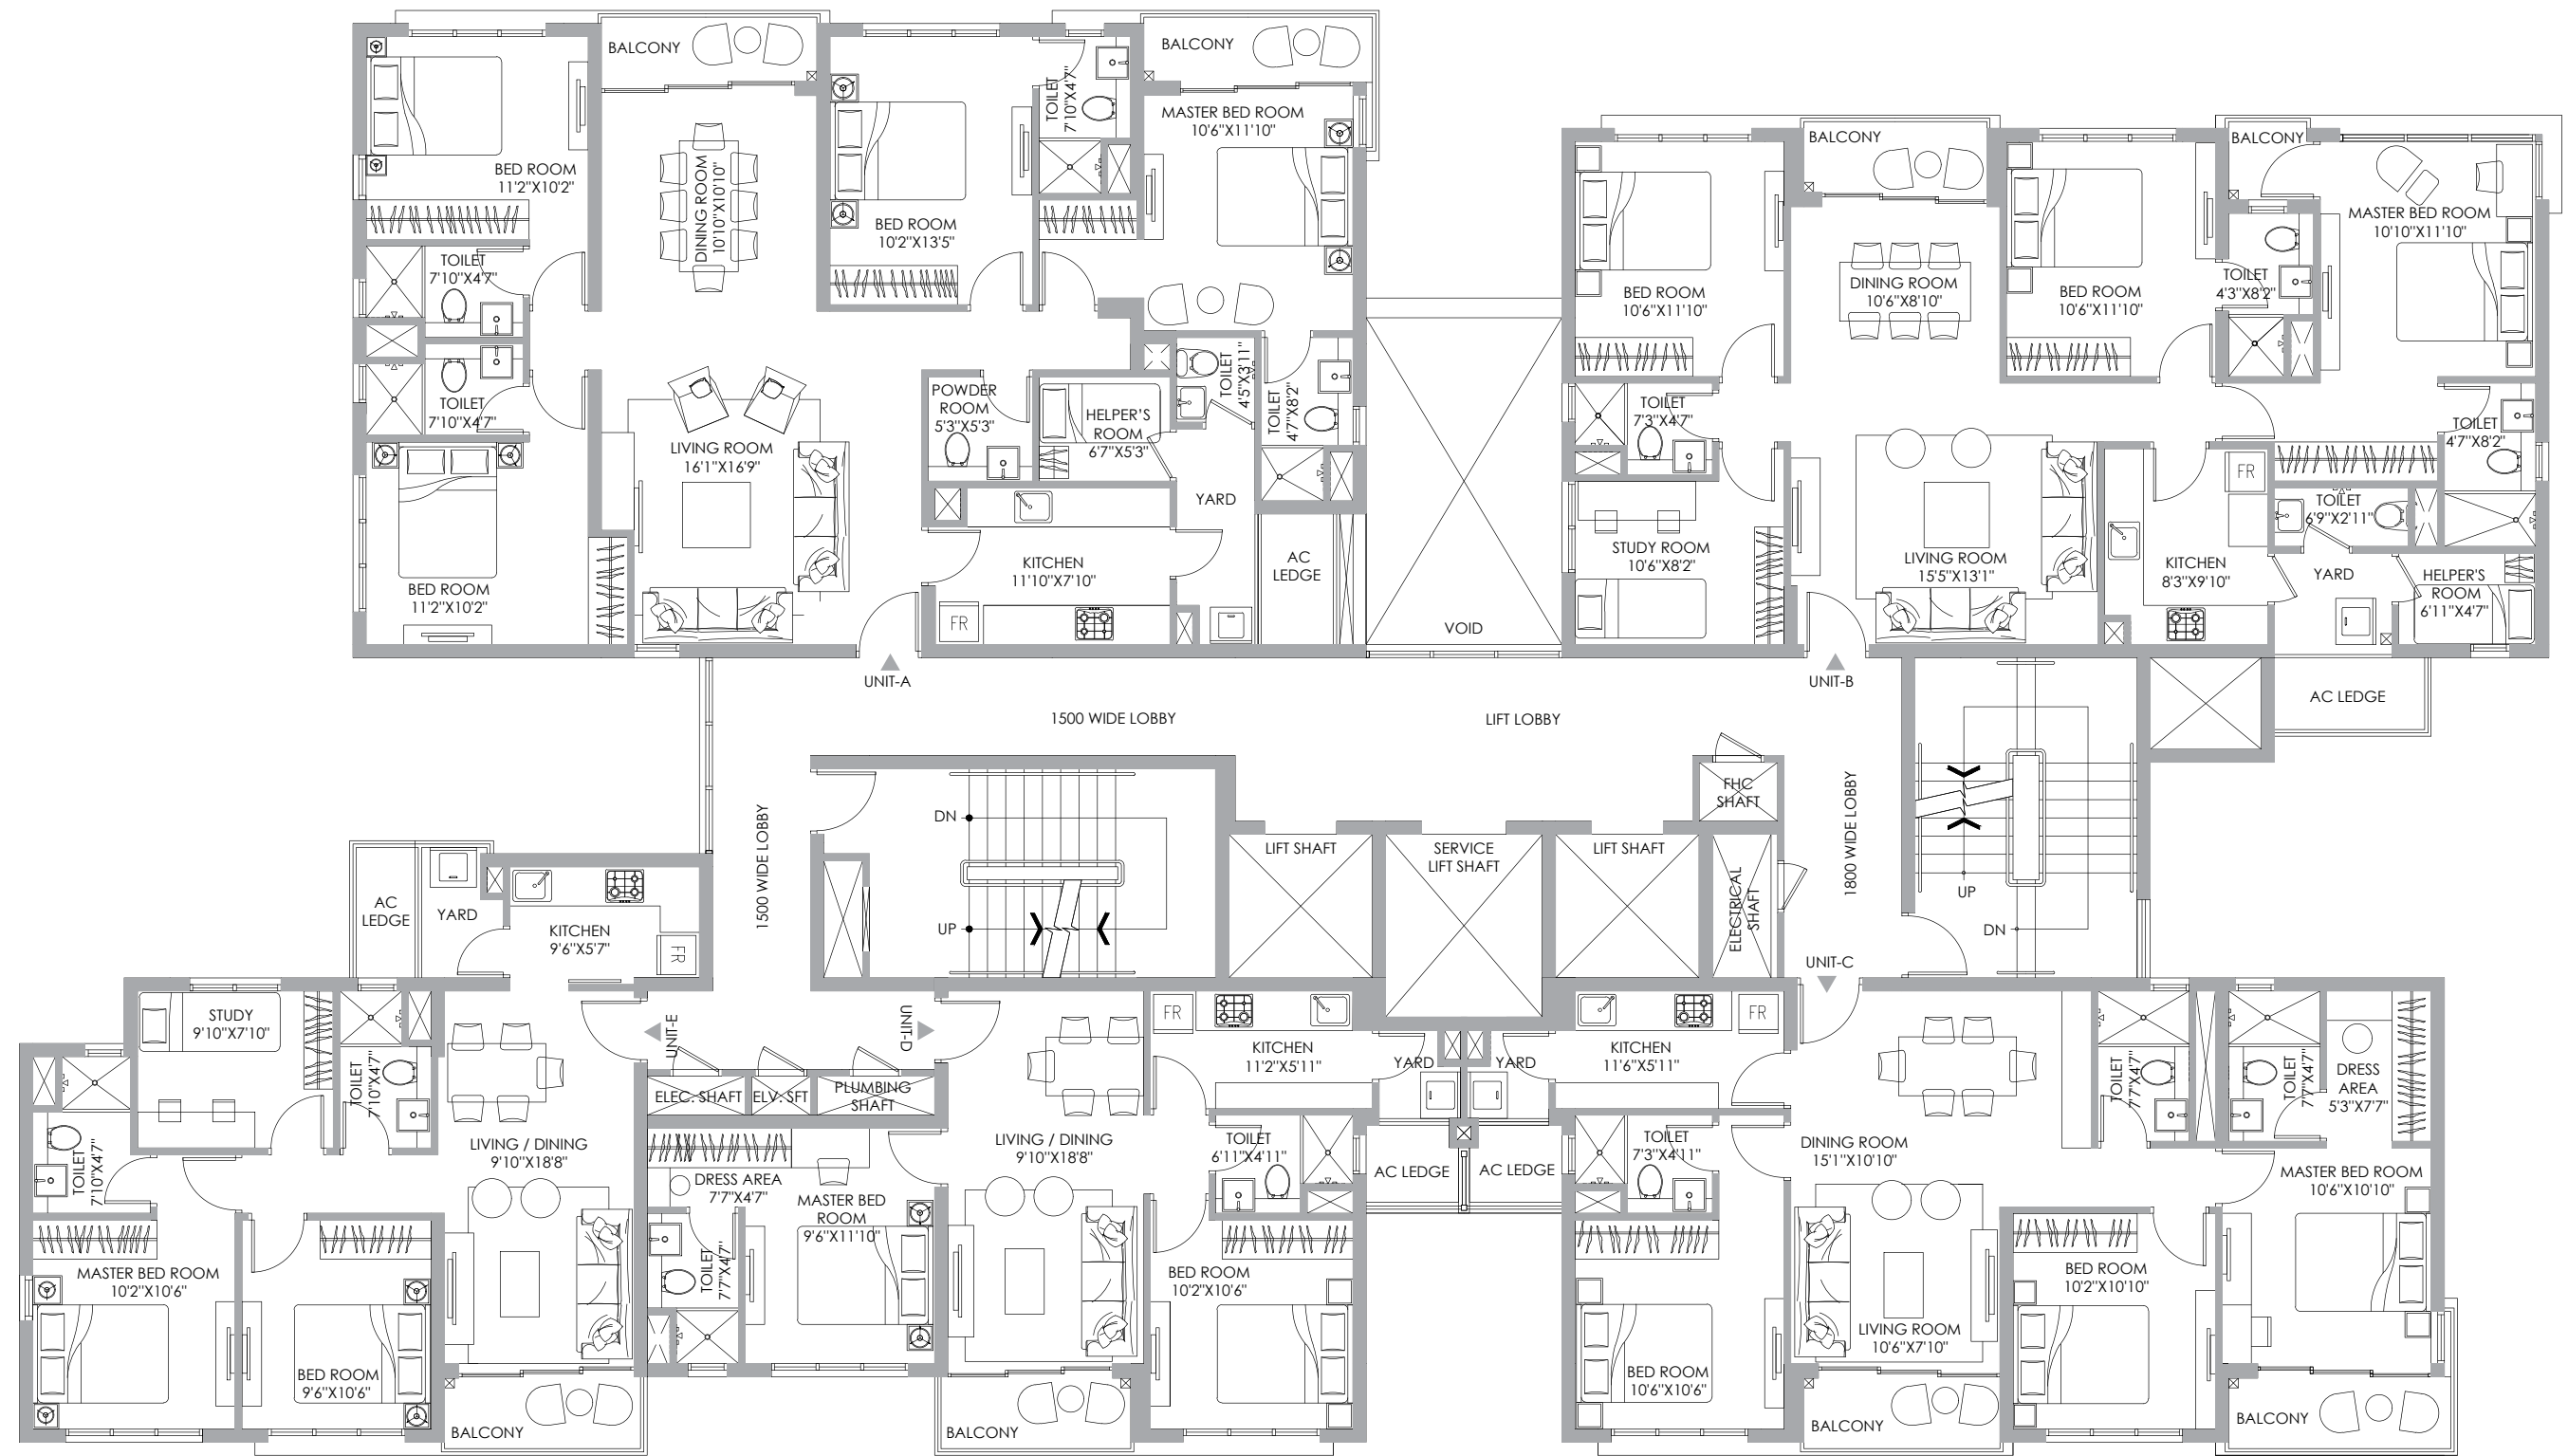 BALCONY
BED ROOM
11'2"X10'2"
DINING ROOM
10'10"X10'10"
TOILET
7'10"X4'7"
TOILET
7'10"X4'7"
BED ROOM
11'2"X10'2"
LIVING ROOM
16'1"X16'9"
BED ROOM
10'2"X13'5"
TOILET
7'10"X4'7"
BALCONY
MASTER BED ROOM
10'6"X11'10"
POWDER
ROOM
5'3"X5'3"
HELPER'S
ROOM
6'7"X5'3"
TOILET
4'5"X3'11"
TOILET
4'7"X8'2"
YARD
KITCHEN
11'10"X7'10"
FR
AC
LEDGE
VOID
UNIT-A
BALCONY
BED ROOM
10'6"X11'10"
DINING ROOM
10'6"X8'10"
BED ROOM
10'6"X11'10"
BALCONY
MASTER BED ROOM
10'10"X11'10"
TOILET
4'3"X8'2"
TOILET
7'3"X4'7"
TOILET
4'7"X8'2"
STUDY ROOM
10'6"X8'2"
LIVING ROOM
15'5"X13'1"
FR
KITCHEN
8'3"X9'10"
TOILET
6'9"X2'11"
YARD
HELPER'S
ROOM
6'11"X4'7"
AC LEDGE
UNIT-B
1500 WIDE LOBBY
LIFT LOBBY
1500 WIDE LOBBY
DN
UP
LIFT SHAFT
SERVICE
LIFT SHAFT
LIFT SHAFT
FHC
SHAFT
ELECTRICAL
SHAFT
1800 WIDE LOBBY
UP
DN
UNIT-C
AC
LEDGE
YARD
KITCHEN
9'6"X5'7"
FR
STUDY
9'10"X7'10"
TOILET
7'10"X4'7"
TOILET
7'10"X4'7"
LIVING / DINING
9'10"X18'8"
MASTER BED ROOM
10'2"X10'6"
BED ROOM
9'6"X10'6"
BALCONY
UNIT-E
UNIT-D
ELEC. SHAFT
ELV. SFT
PLUMBING
SHAFT
DRESS AREA
7'7"X4'7"
MASTER BED
ROOM
9'6"X11'10"
TOILET
7'7"X4'7"
LIVING / DINING
9'10"X18'8"
BALCONY
FR
KITCHEN
11'2"X5'11"
YARD
TOILET
6'11"X4'11"
AC LEDGE
BED ROOM
10'2"X10'6"
YARD
AC LEDGE
KITCHEN
11'6"X5'11"
FR
TOILET
7'3"X4'11"
BED ROOM
10'6"X10'6"
DINING ROOM
15'1"X10'10"
LIVING ROOM
10'6"X7'10"
BALCONY
TOILET
7'7"X4'7"
TOILET
7'7"X4'7"
DRESS
AREA
5'3"X7'7"
MASTER BED ROOM
10'6"X10'10"
BED ROOM
10'2"X10'10"
BALCONY